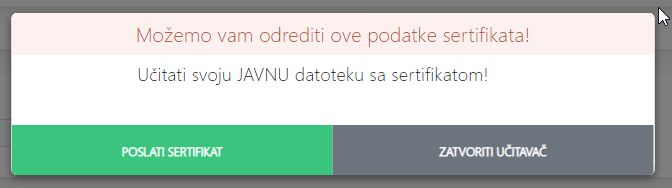 Možemo vam odrediti ove podatke sertifikata!
Učitati svoju JAVNU datoteku sa sertifikatom!
POSLATI SERTIFIKAT
ZATVORITI UČITAVAČ